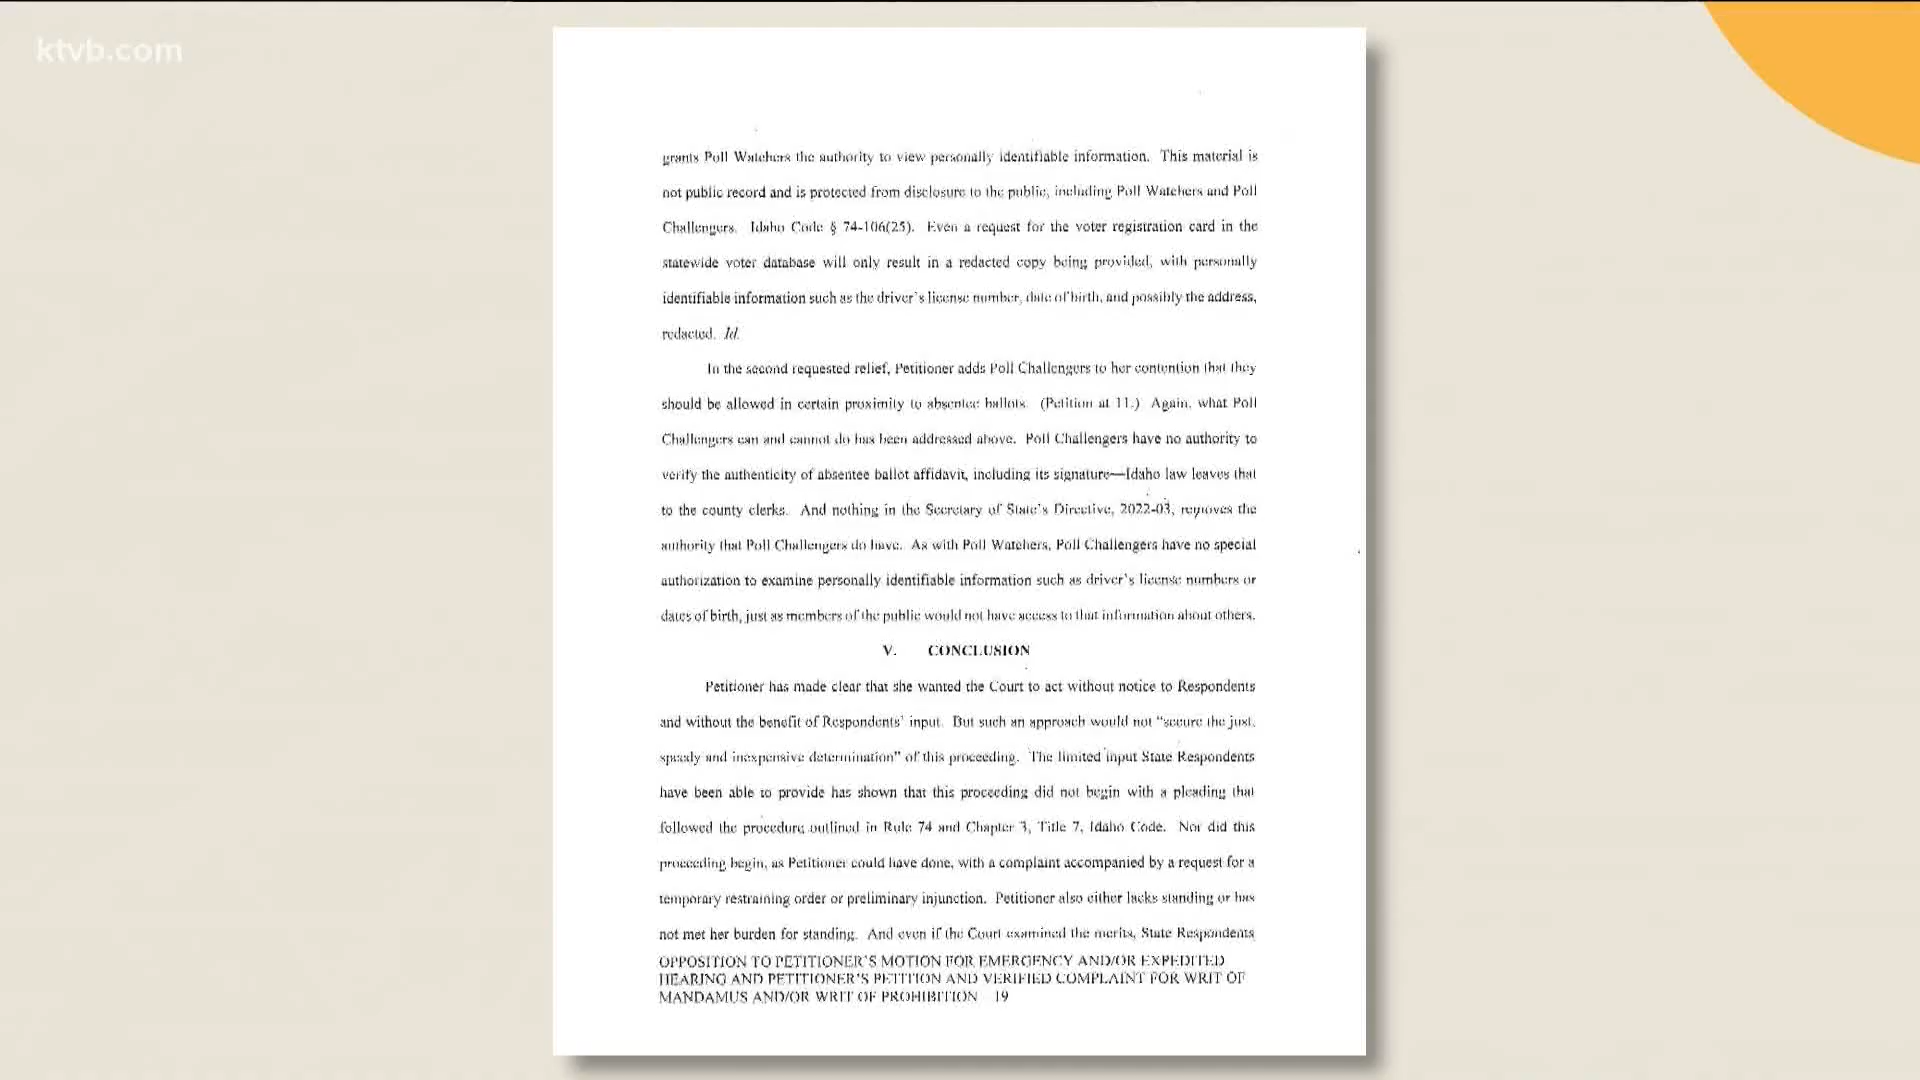 ktvb.com
grants Poll Watchers the authority to view personally identifiable information. This material is
not public record and is protected from disclosure to the public, including Poll Watchers and Poll
Challengers. Idaho Code § 74-106(25). Even a request for the voter registration card in the
statewide voter database will only result in a redacted copy being provided, with personally
identifiable information such as the driver's license number, date of birth, and possibly the address,
redacted. Id.
In the second requested relief, Petitioner adds Poll Challengers to her contention that they
should be allowed in certain proximity to absentee ballots. (Petition at 11.) Again, what Poll
Challengers can and cannot do has been addressed above. Poll Challengers have no authority to
verify the authenticity of absentee ballot affidavit, including its signature—Idaho law leaves that
to the county clerks. And nothing in the Secretary of State's Directive, 2022-03, removes the
authority that Poll Challengers do have. As with Poll Watchers, Poll Challengers have no special
authorization to examine personally identifiable information such as driver's license numbers or
dates of birth, just as members of the public would not have access to that information about others.
V. CONCLUSION
Petitioner has made clear that she wanted the Court to act without notice to Respondents
and without the benefit of Respondents' input. But such an approach would not "secure the just,
speedy and inexpensive determination" of this proceeding. The limited input State Respondents
have been able to provide has shown that this proceeding did not begin with a pleading that
followed the procedure outlined in Rule 74 and Chapter 3, Title 7, Idaho Code. Nor did this
proceeding begin, as Petitioner could have done, with a complaint accompanied by a request for a
temporary restraining order or preliminary injunction. Petitioner also either lacks standing or has
not met her burden for standing. And even if the Court examined the merits, State Respondents
OPPOSITION TO PETITIONER'S MOTION FOR EMERGENCY AND/OR EXPEDITED
HEARING AND PETITIONER'S PETITION AND VERIFIED COMPLAINT FOR WRIT OF
MANDAMUS AND/OR WRIT OF PROHIBITION 19